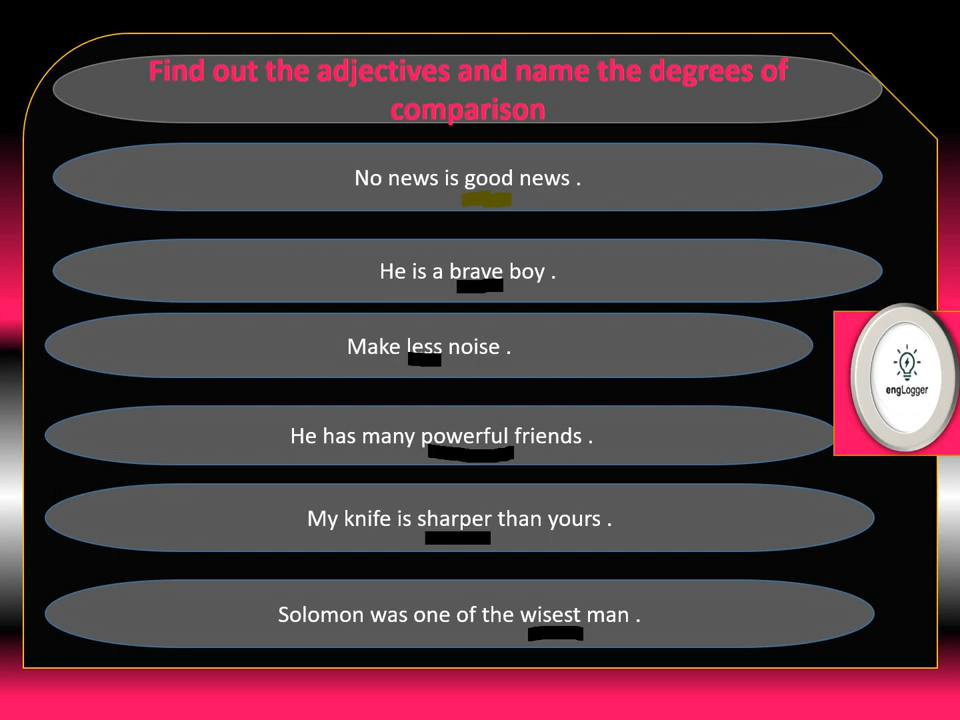 Find out the adjectives and name the degrees of
comparison
No news is good news .
He is a brave boy .
Make less noise .
engLogger
He has many powerful friends .
My knife is sharper than yours .
Solomon was one of the wisest man .